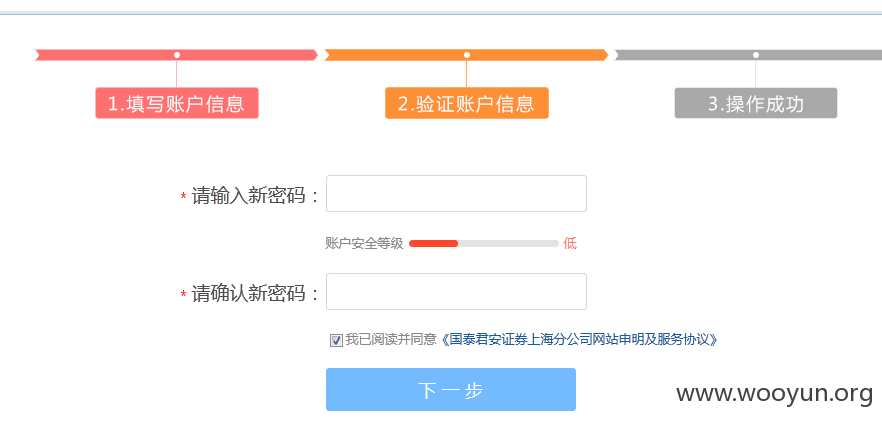 1.填写账户信息
2.验证账户信息
3.操作成功
* 请输入新密码：
账户安全等级 低
* 请确认新密码：
我已阅读并同意《国泰君安证券上海分公司网站申明及服务协议》
下一步
www.wooyun.org